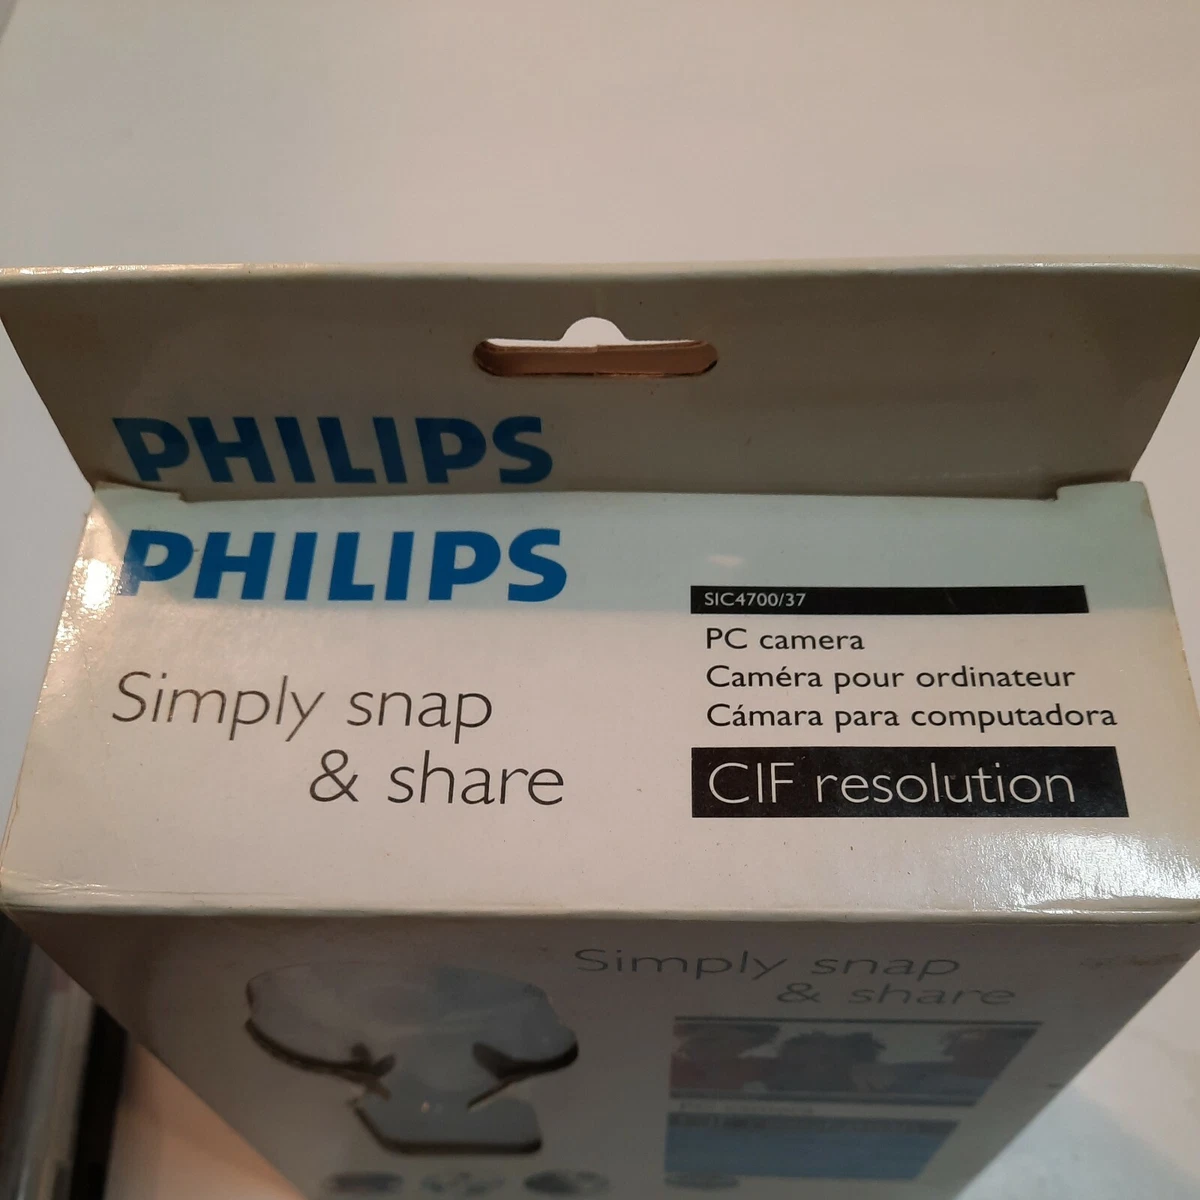 PHILIPS
PHILIPS
Simply snap
& share
SIC4700/37
PC camera
Caméra pour ordinateur
Cámara para computadora
CIF resolution
Simply snap
& share